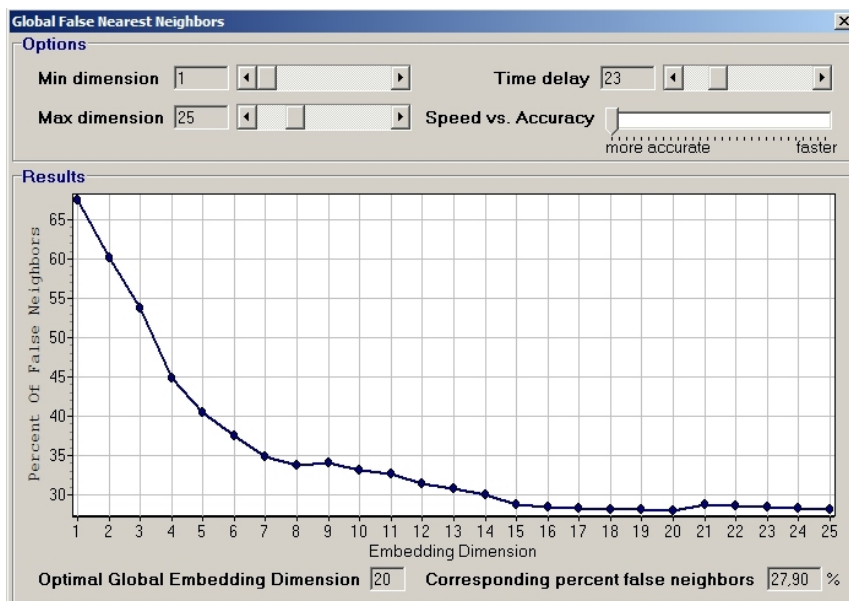 Global False Nearest Neighbors
Options
Min dimension 1
Time delay 23
Max dimension 25
Speed vs. Accuracy
more accurate faster
Results
Percent Of False Neighbors
65
60
55
50
45
40
35
30
1 2 3 4 5 6 7 8 9 10 11 12 13 14 15 16 17 18 19 20 21 22 23 24 25
Embedding Dimension
Optimal Global Embedding Dimension 20 Corresponding percent false neighbors 27,90 %